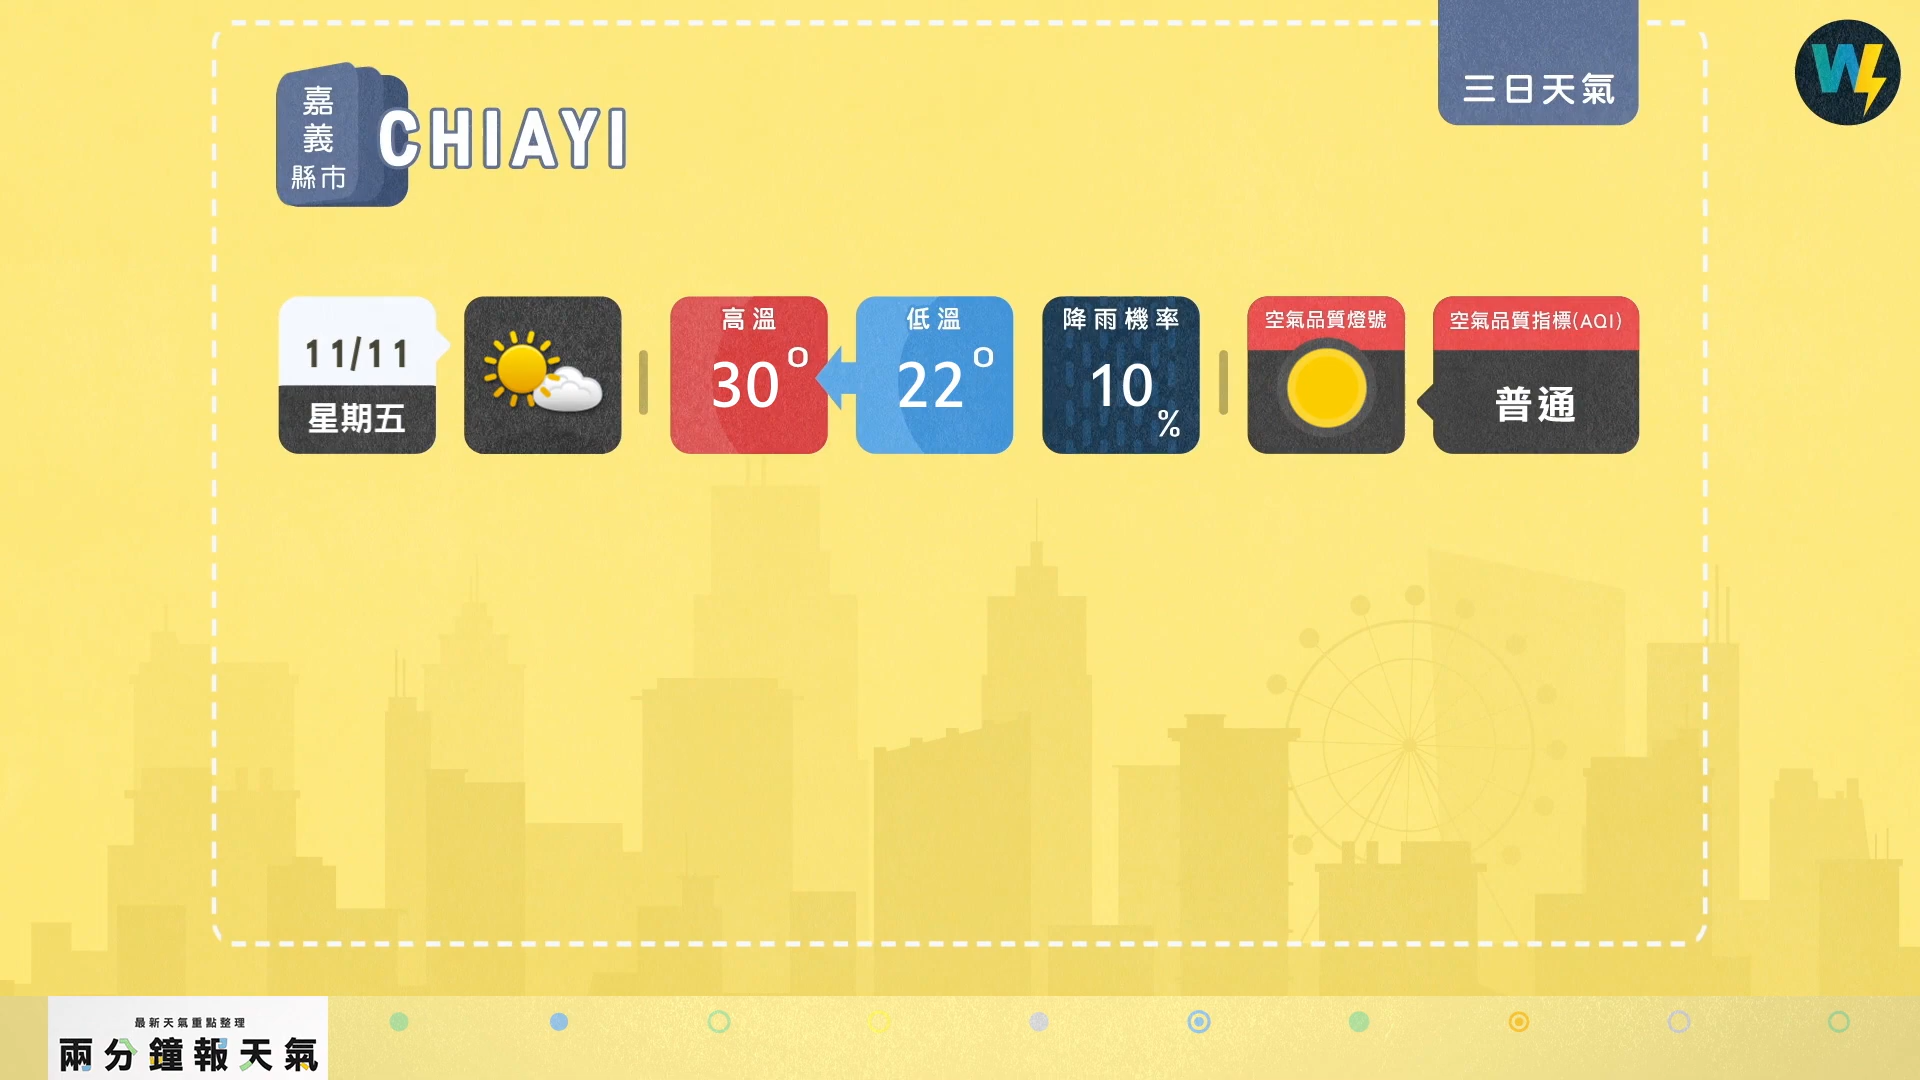 嘉義縣市
CHIAYI
三日天氣
W
11/11
星期五
高溫
30°
低溫
22°
降雨機率
10%
空氣品質燈號
空氣品質指標(AQI)
普通
最新天氣重點整理
兩分鐘報天氣